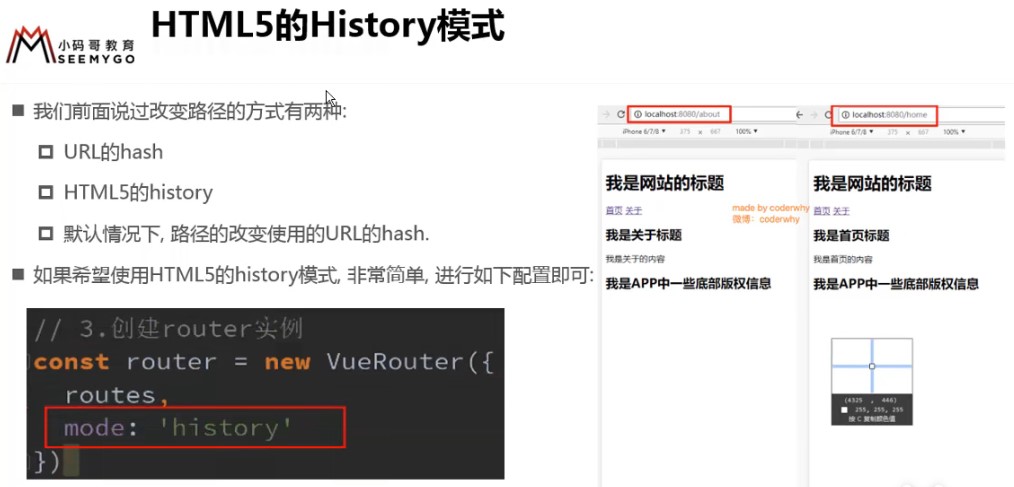 HTML5的History模式
小码哥教育
SEEMYGO
我们前面说过改变路径的方式有两种:
URL的hash
HTML5的history
默认情况下, 路径的改变使用的URL的hash.
如果希望使用HTML5的history模式, 非常简单, 进行如下配置即可:
// 3.创建router实例
const router = new VueRouter({
routes,
mode: 'history'
})
localhost:8080/about
iPhone 6/7/8 ▼ 375 x 667 100% ▼
我是网站的标题
首页 关于
我是关于标题
我是关于的内容
我是APP中一些底部版权信息
made by coderwhy
微博: coderwhy
localhost:8080/home
iPhone 6/7/8 ▼ 375 x 667 100% ▼
我是网站的标题
首页 关于
我是首页标题
我是首页的内容
我是APP中一些底部版权信息
255, 255, 255
按 C 复制颜色值